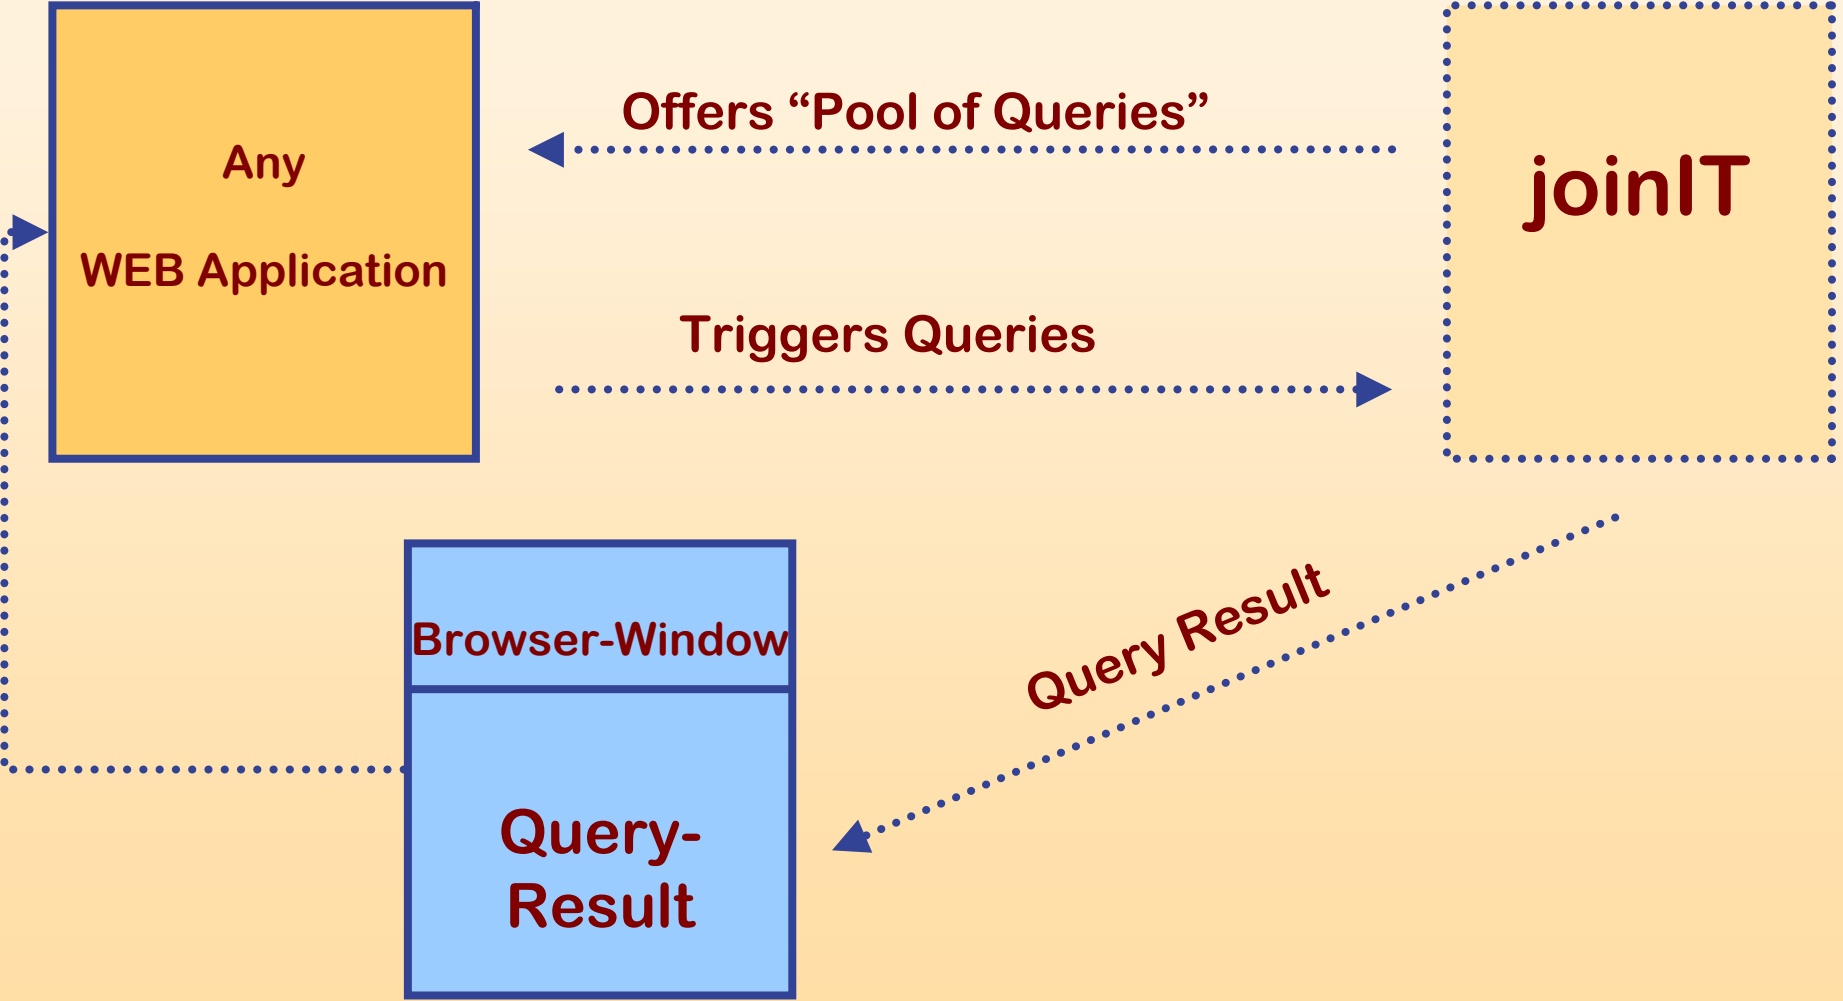 Any
WEB Application
Offers “Pool of Queries”
joinIT
Triggers Queries
Query Result
Browser-Window
Query-
Result